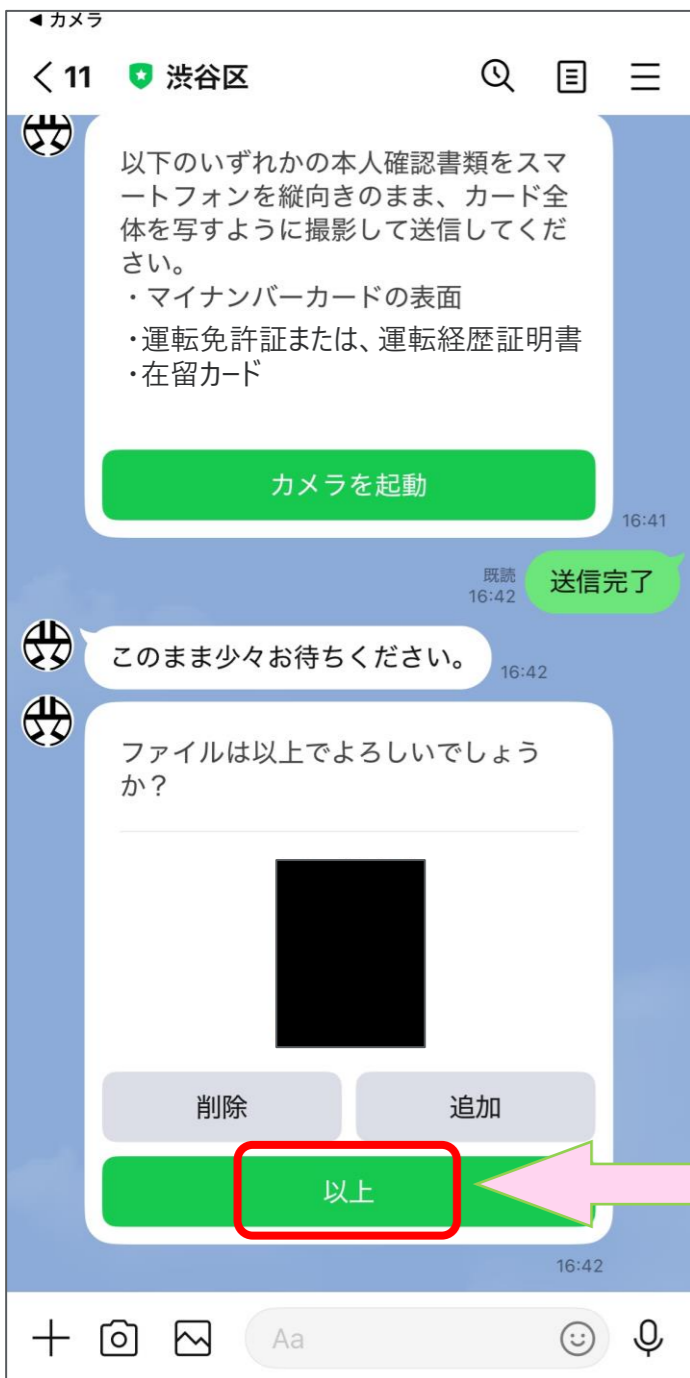 ◀ カメラ
11 渋谷区
以下のいずれかの本人確認書類をスマ
ートフォンを縦向きのまま、カード全
体を写すように撮影して送信してくだ
さい。
・マイナンバーカードの表面
・運転免許証または、運転経歴証明書
・在留カード
カメラを起動
16:41
既読
16:42
送信完了
このまま少々お待ちください。
16:42
ファイルは以上でよろしいでしょう
か？
削除 追加
以上
16:42
Aa